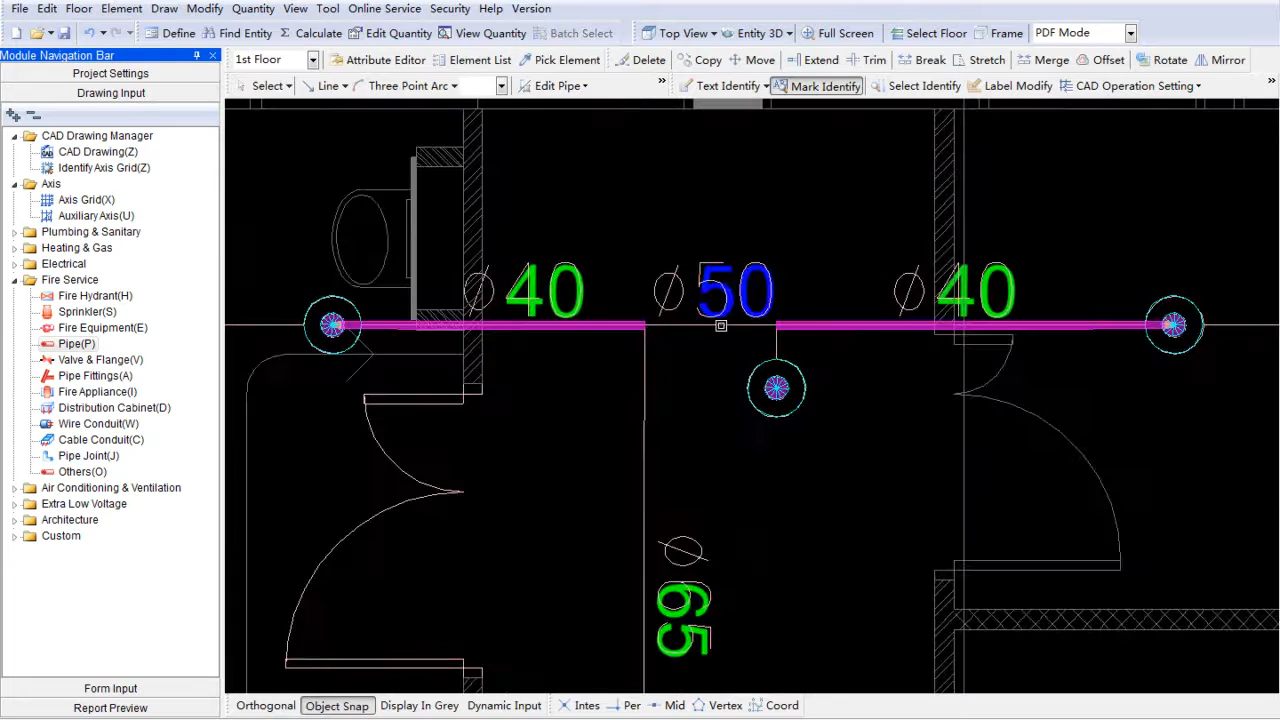 File Edit Floor Element Draw Modify Quantity View Tool Online Service Security Help Version
Define Find Entity Calculate Edit Quantity View Quantity Batch Select Top View Entity 3D Full Screen Select Floor Frame PDF Mode
Module Navigation Bar
1st Floor Attribute Editor Element List Pick Element Delete Copy Move Extend Trim Break Stretch Merge Offset Rotate Mirror
Project Settings
Select Line Three Point Arc Edit Pipe » Text Identify Mark Identify Select Identify Label Modify CAD Operation Setting »
Drawing Input
CAD Drawing Manager
CAD Drawing(Z)
Identify Axis Grid(Z)
Axis
Axis Grid(X)
Auxiliary Axis(U)
Plumbing & Sanitary
Heating & Gas
Electrical
Fire Service
Fire Hydrant(H)
Sprinkler(S)
Fire Equipment(E)
Pipe(P)
Valve & Flange(V)
Pipe Fittings(A)
Fire Appliance(I)
Distribution Cabinet(D)
Wire Conduit(W)
Cable Conduit(C)
Pipe Joint(J)
Others(O)
Air Conditioning & Ventilation
Extra Low Voltage
Architecture
Custom
∅40 ∅50 ∅40
∅65
Form Input
Report Preview
Orthogonal Object Snap Display In Grey Dynamic Input Intes Per Mid Vertex Coord